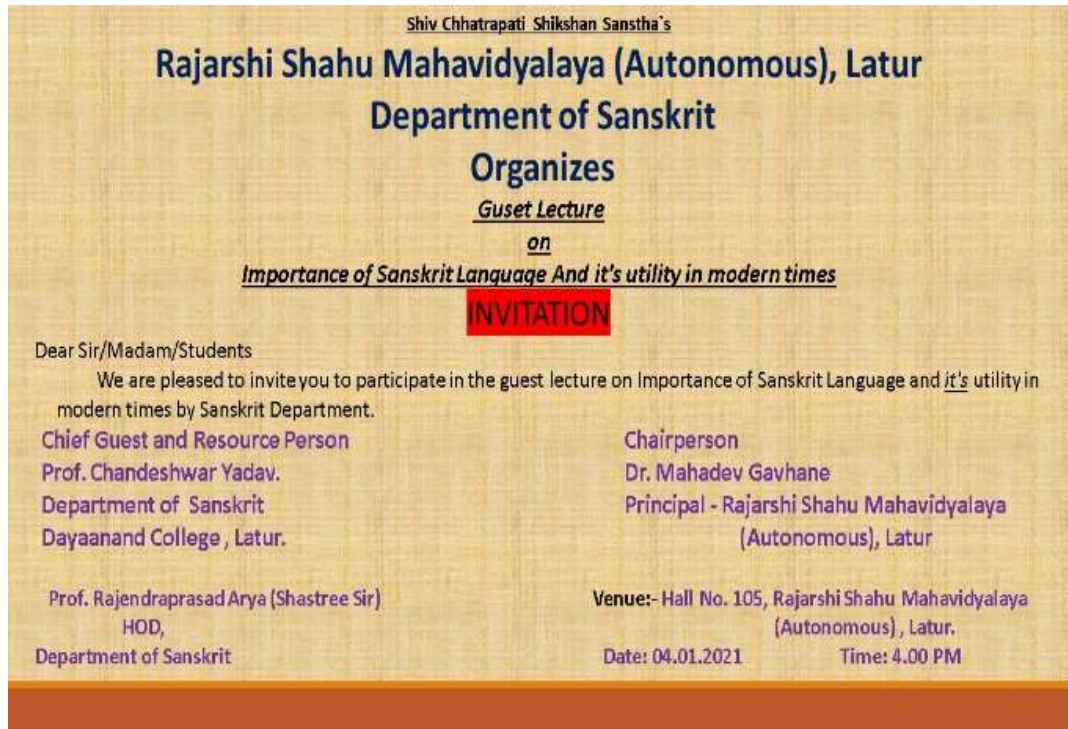 Shiv Chhatrapati Shikshan Sanstha`s
Rajarshi Shahu Mahavidyalaya (Autonomous), Latur
Department of Sanskrit
Organizes
Guset Lecture
on
Importance of Sanskrit Language And it's utility in modern times
INVITATION
Dear Sir/Madam/Students
We are pleased to invite you to participate in the guest lecture on Importance of Sanskrit Language and it's utility in
modern times by Sanskrit Department.
Chief Guest and Resource Person
Prof. Chandeshwar Yadav.
Department of Sanskrit
Dayaanand College , Latur.
Chairperson
Dr. Mahadev Gavhane
Principal - Rajarshi Shahu Mahavidyalaya
(Autonomous), Latur
Prof. Rajendraprasad Arya (Shastree Sir)
HOD,
Department of Sanskrit
Venue:- Hall No. 105, Rajarshi Shahu Mahavidyalaya
(Autonomous) , Latur.
Date: 04.01.2021 Time: 4.00 PM